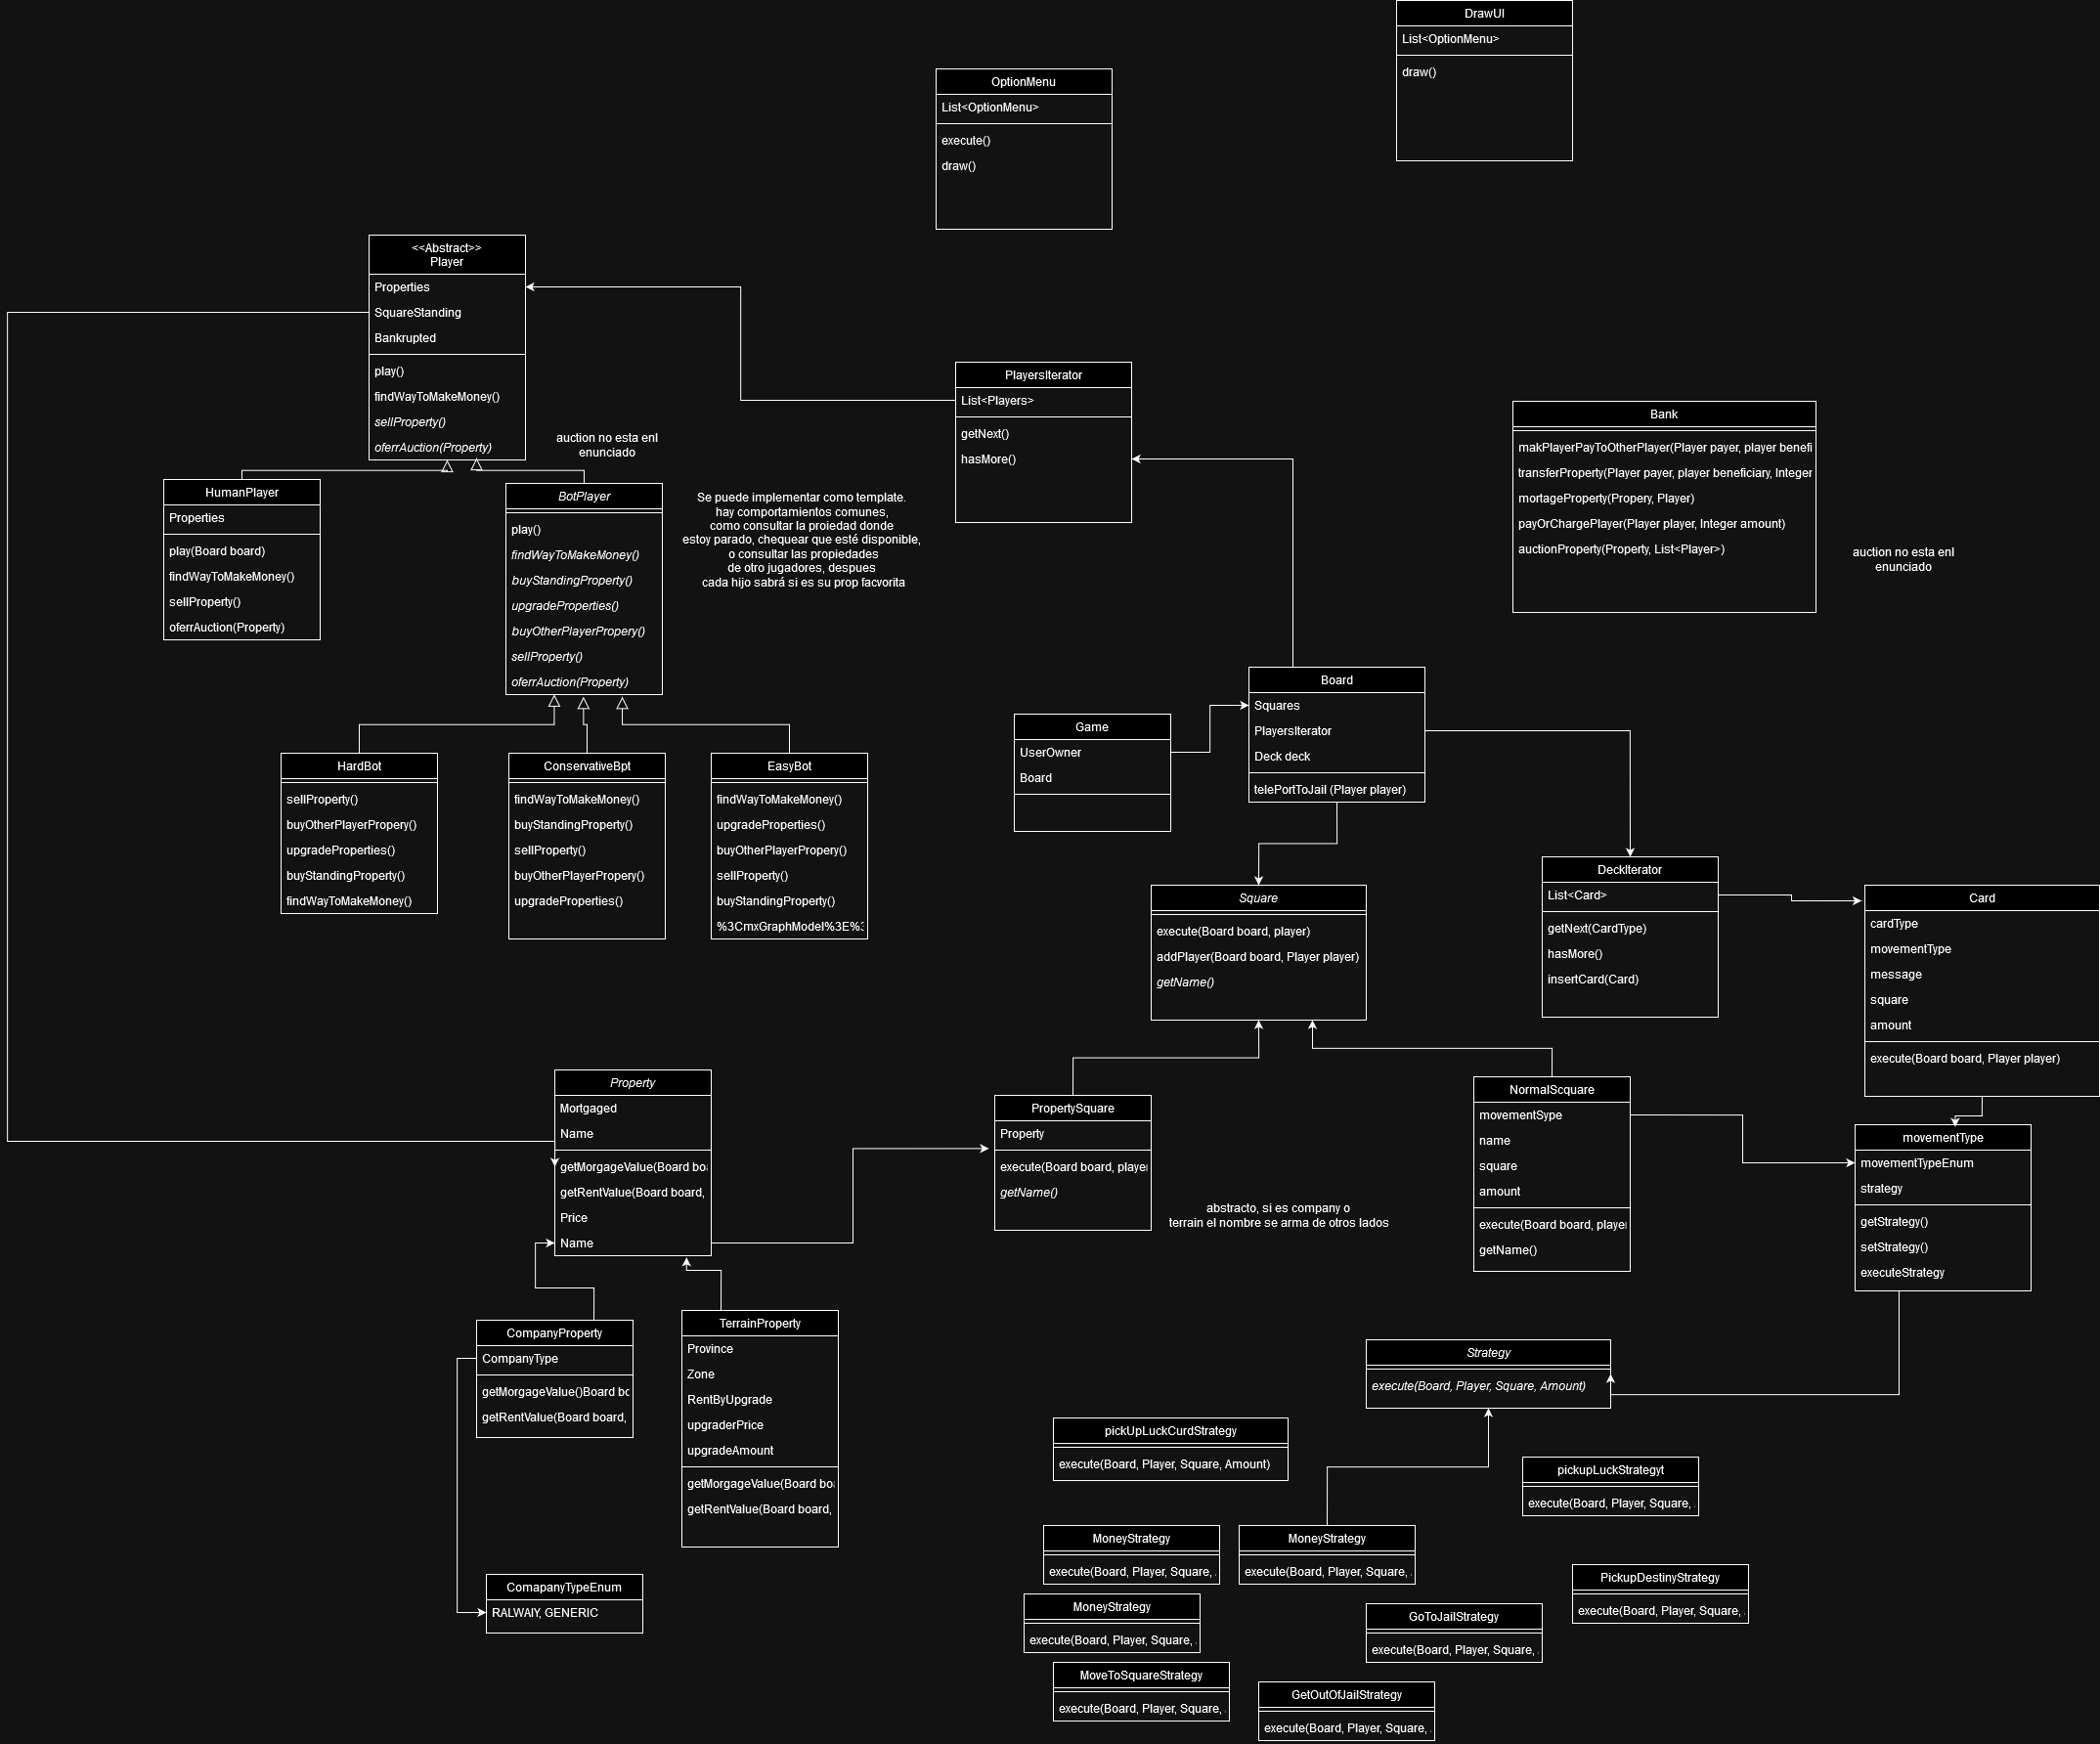 DrawUI
List<OptionMenu>
draw()
OptionMenu
List<OptionMenu>
execute()
draw()
<<Abstract>>
Player
Properties
SquareStanding
Bankrupted
play()
findWayToMakeMoney()
sellProperty()
oferrAuction(Property)
auction no esta enl
enunciado
PlayersIterator
List<Players>
getNext()
hasMore()
Bank
makPlayerPayToOtherPlayer(Player payer, player benefi
transferProperty(Player payer, player beneficiary, Integer
mortageProperty(Propery, Player)
payOrChargePlayer(Player player, Integer amount)
auctionProperty(Property, List<Player>)
auction no esta enl
enunciado
HumanPlayer
Properties
play(Board board)
findWayToMakeMoney()
sellProperty()
oferrAuction(Property)
BotPlayer
play()
findWayToMakeMoney()
buyStandingProperty()
upgradeProperties()
buyOtherPlayerPropery()
sellProperty()
oferrAuction(Property)
Se puede implementar como template.
hay comportamientos comunes,
como consultar la proiedad donde
estoy parado, chequear que esté disponible,
o consultar las propiedades
de otro jugadores, despues
cada hijo sabrá si es su prop facvorita
Board
Squares
PlayersIterator
Deck deck
telePortToJail (Player player)
Game
UserOwner
Board
HardBot
sellProperty()
buyOtherPlayerPropery()
upgradeProperties()
buyStandingProperty()
findWayToMakeMoney()
ConservativeBpt
findWayToMakeMoney()
buyStandingProperty()
sellProperty()
buyOtherPlayerPropery()
upgradeProperties()
EasyBot
findWayToMakeMoney()
upgradeProperties()
buyOtherPlayerPropery()
sellProperty()
buyStandingProperty()
%3CmxGraphModel%3E%3
Square
execute(Board board, player)
addPlayer(Board board, Player player)
getName()
DeckIterator
List<Card>
getNext(CardType)
hasMore()
insertCard(Card)
Card
cardType
movementType
message
square
amount
execute(Board board, Player player)
Property
Mortgaged
Name
getMorgageValue(Board boa
getRentValue(Board board,
Price
Name
PropertySquare
Property
execute(Board board, player
getName()
abstracto, si es company o
terrain el nombre se arma de otros lados
NormalScquare
movementSype
name
square
amount
execute(Board board, player
getName()
movementType
movementTypeEnum
strategy
getStrategy()
setStrategy()
executeStrategy
CompanyProperty
CompanyType
getMorgageValue()Board bo
getRentValue(Board board,
TerrainProperty
Province
Zone
RentByUpgrade
upgraderPrice
upgradeAmount
getMorgageValue(Board boa
getRentValue(Board board,
Strategy
execute(Board, Player, Square, Amount)
pickUpLuckCurdStrategy
execute(Board, Player, Square, Amount)
pickupLuckStrategyt
execute(Board, Player, Square,
MoneyStrategy
execute(Board, Player, Square,
MoneyStrategy
execute(Board, Player, Square,
PickupDestinyStrategy
execute(Board, Player, Square,
ComapanyTypeEnum
RALWAIY, GENERIC
MoneyStrategy
execute(Board, Player, Square,
GoToJailStrategy
execute(Board, Player, Square,
MoveToSquareStrategy
execute(Board, Player, Square,
GetOutOfJailStrategy
execute(Board, Player, Square,